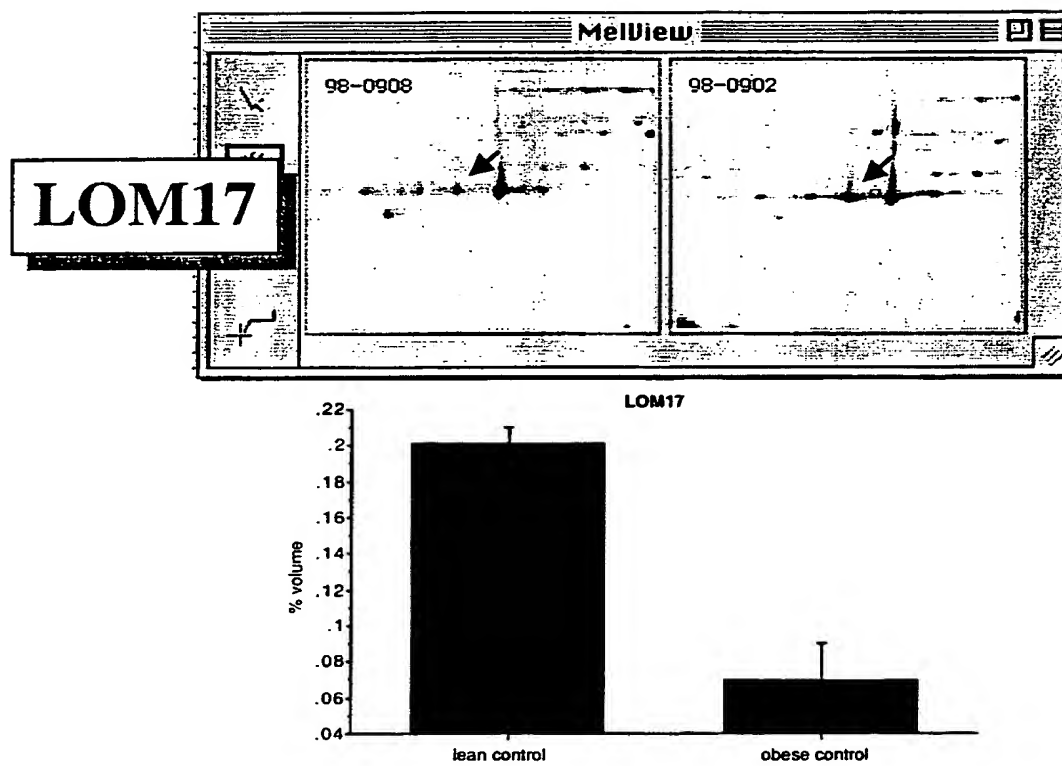 MelView
98-0908
98-0902
LOM17
LOM17
.22
.2
.18
.16
.14
.12
.1
.08
.06
.04
% volume
lean control
obese control